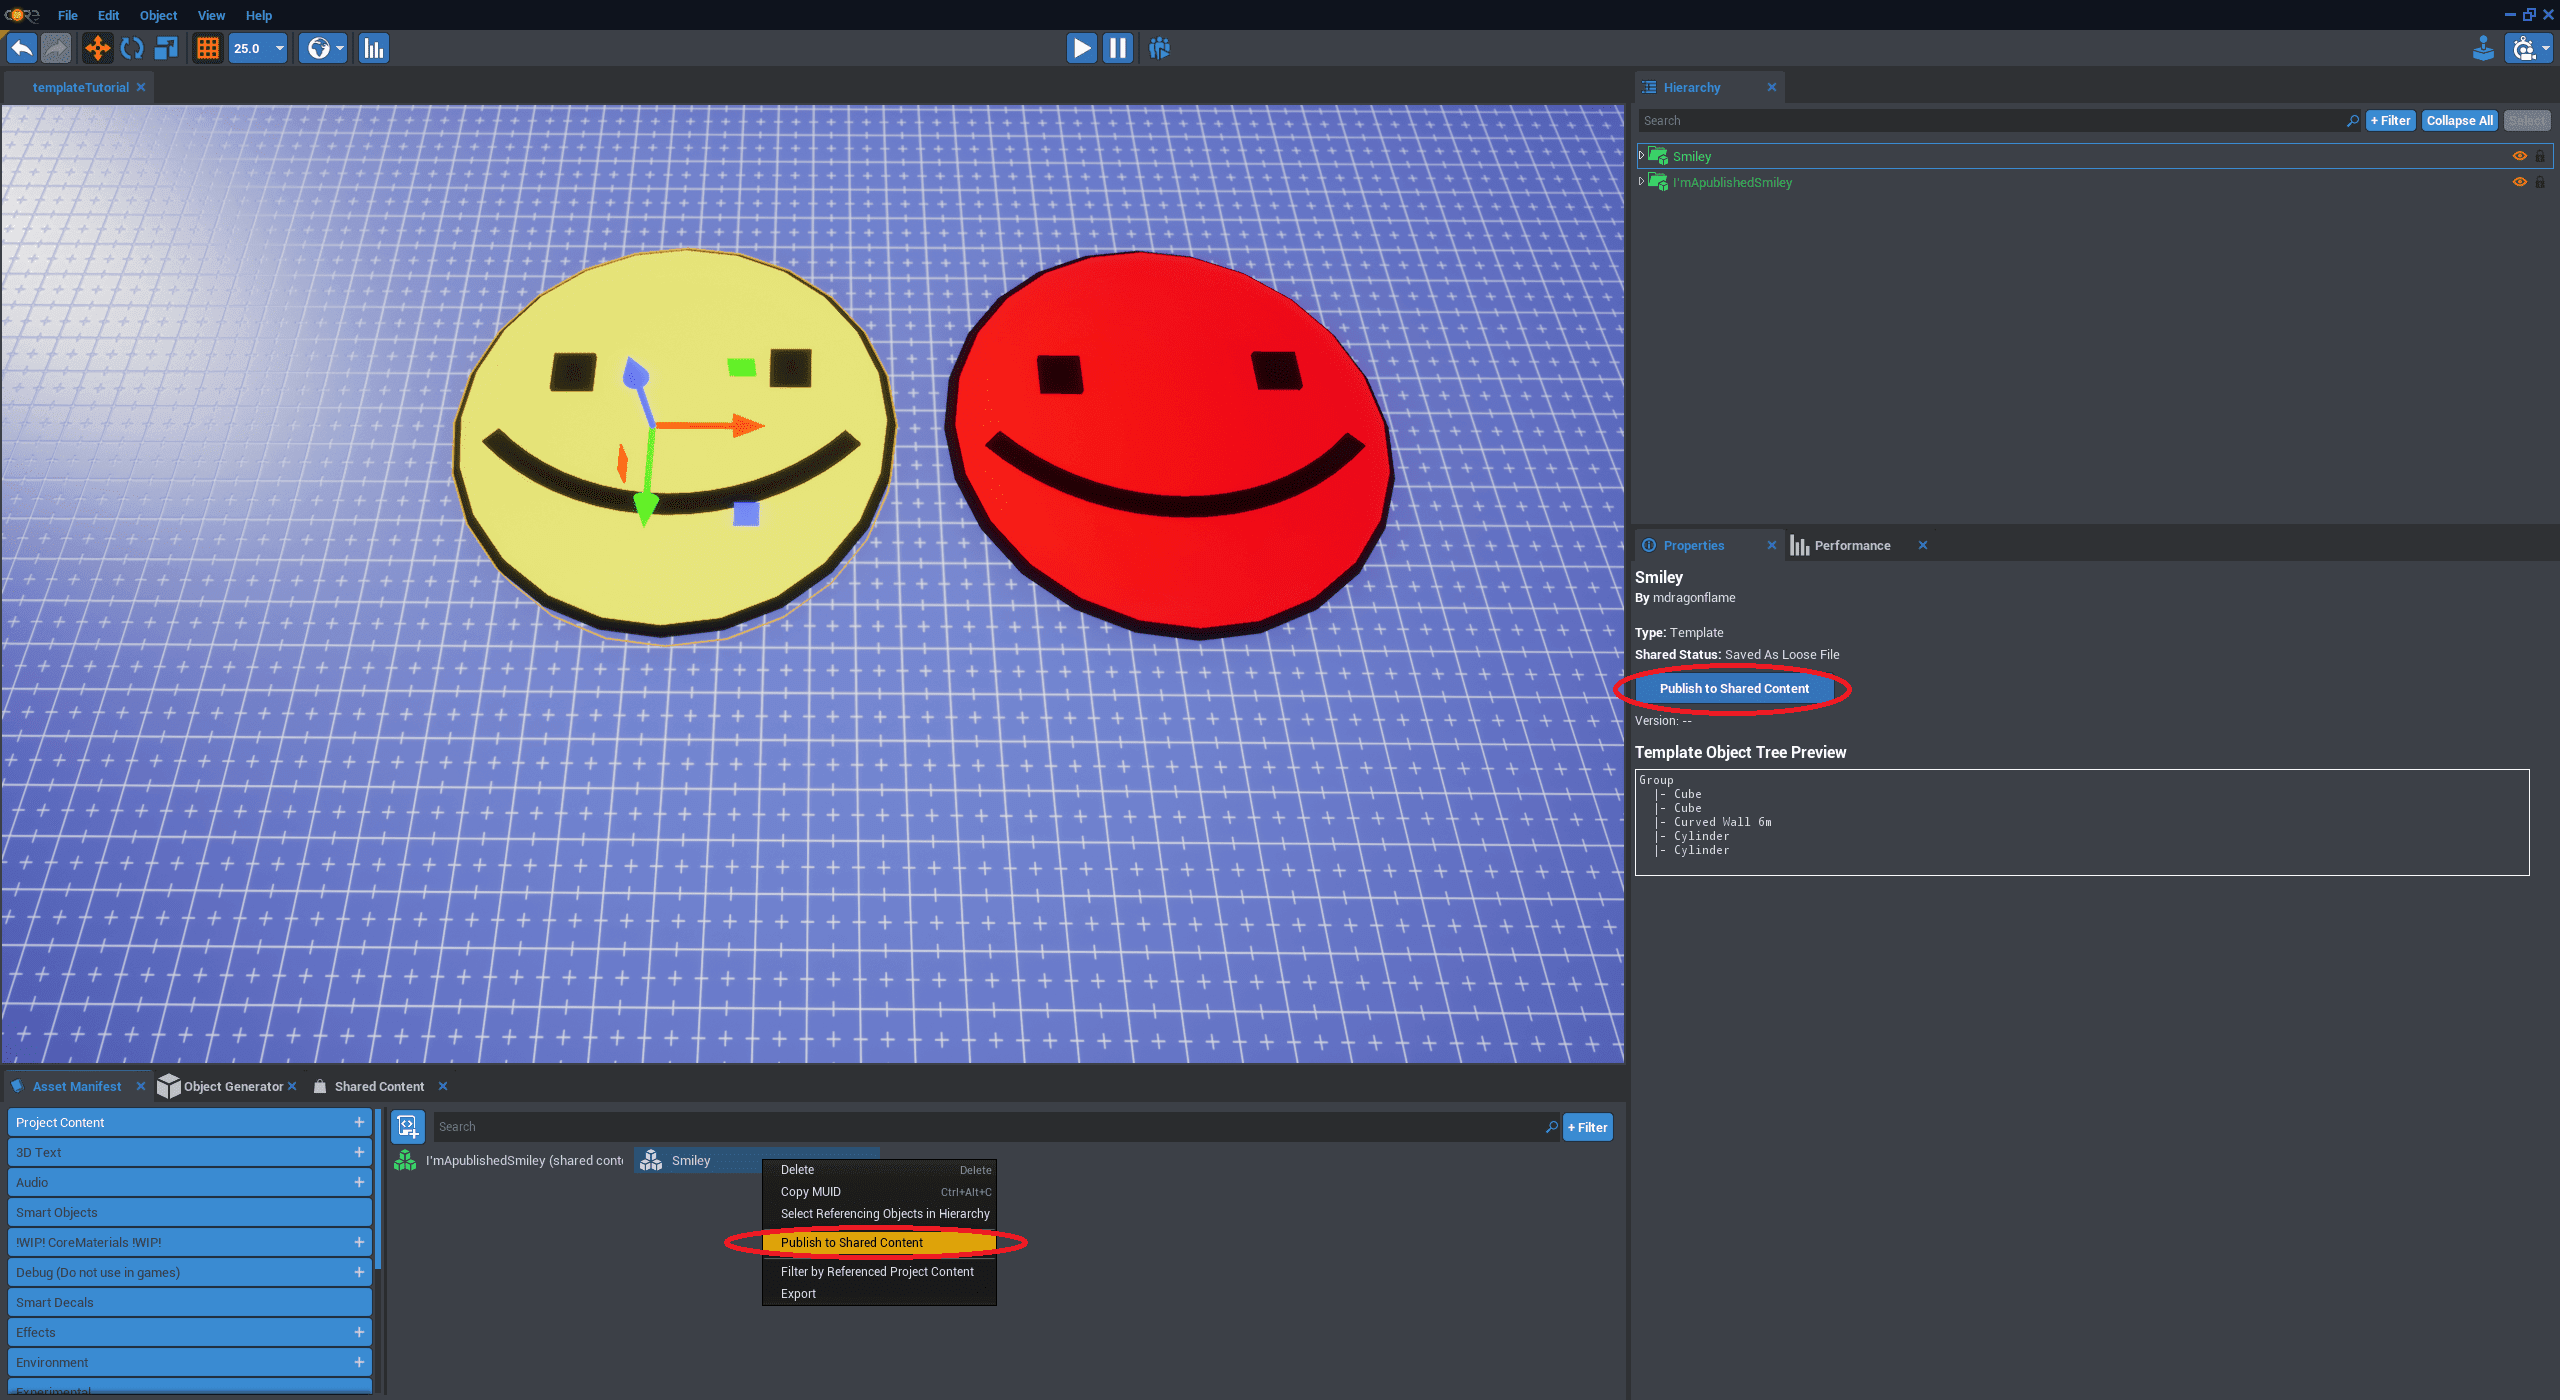 CORE File Edit Object View Help
25.0
templateTutorial
Hierarchy
Search + Filter Collapse All Select
Smiley
I'mApublishedSmiley
Properties Performance
Smiley
By mdragonflame
Type: Template
Shared Status: Saved As Loose File
Publish to Shared Content
Version: --
Template Object Tree Preview
Group
|- Cube
|- Cube
|- Curved Wall 6m
|- Cylinder
|- Cylinder
Asset Manifest Object Generator Shared Content
Project Content +
3D Text +
Audio +
Smart Objects
!WIP! CoreMaterials !WIP! +
Debug (Do not use in games) +
Smart Decals
Effects +
Environment +
Experimental
Search + Filter
I'mApublishedSmiley (shared conte
Smiley
Delete Delete
Copy MUID Ctrl+Alt+C
Select Referencing Objects in Hierarchy
Publish to Shared Content
Filter by Referenced Project Content
Export